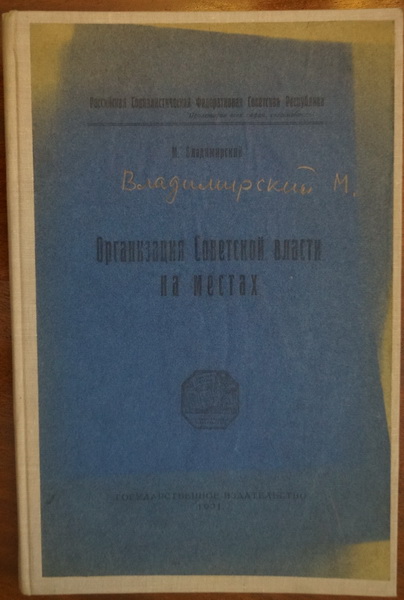 Российская Социалистическая Федеративная Советская Республика
М. Владимирский
Владимирский М.
Организация Советской власти
на местах
ГОСУДАРСТВЕННОЕ ИЗДАТЕЛЬСТВО
1921